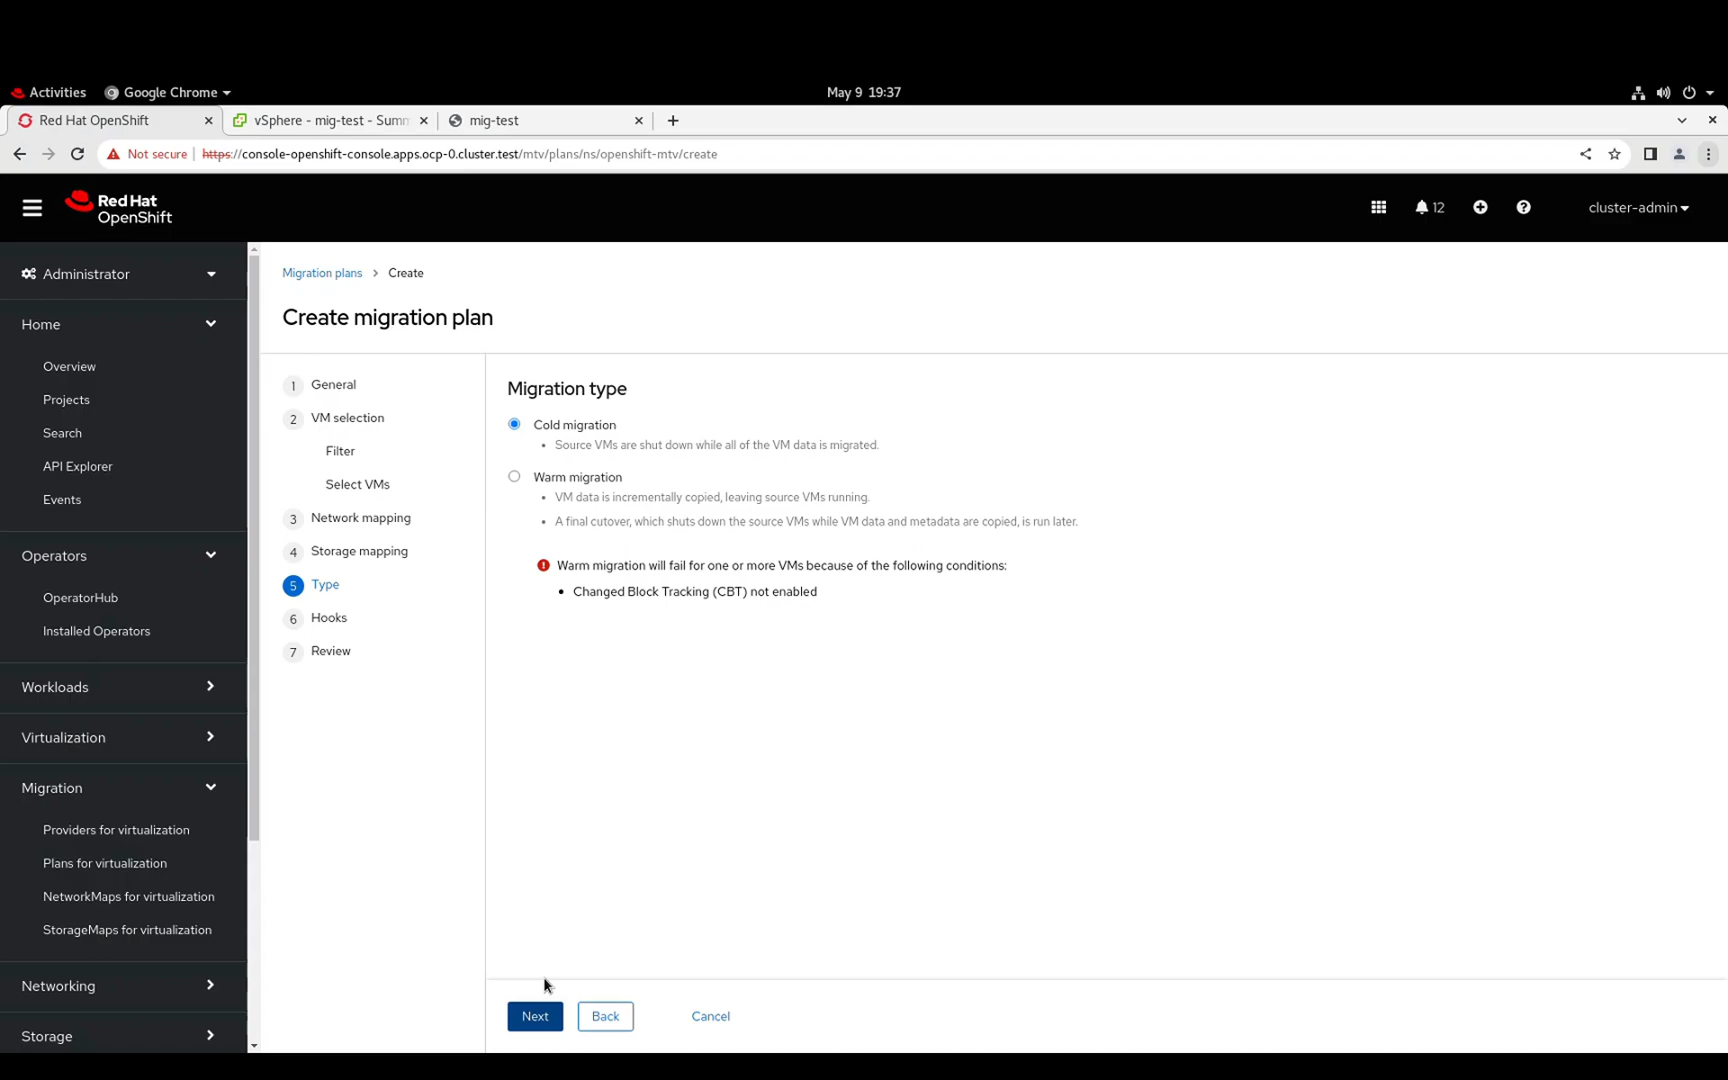 Activities
Google Chrome
May 9 19:37
Red Hat OpenShift
vSphere - mig-test - Summ
mig-test
Not secure
https://console-openshift-console.apps.ocp-0.cluster.test/mtv/plans/ns/openshift-mtv/create
Red Hat
OpenShift
12
cluster-admin
Administrator
Home
Overview
Projects
Search
API Explorer
Events
Operators
OperatorHub
Installed Operators
Workloads
Virtualization
Migration
Providers for virtualization
Plans for virtualization
NetworkMaps for virtualization
StorageMaps for virtualization
Networking
Storage
Migration plans > Create
Create migration plan
1 General
2 VM selection
Filter
Select VMs
3 Network mapping
4 Storage mapping
5 Type
6 Hooks
7 Review
Migration type
Cold migration
• Source VMs are shut down while all of the VM data is migrated.
Warm migration
• VM data is incrementally copied, leaving source VMs running.
• A final cutover, which shuts down the source VMs while VM data and metadata are copied, is run later.
Warm migration will fail for one or more VMs because of the following conditions:
• Changed Block Tracking (CBT) not enabled
Next
Back
Cancel